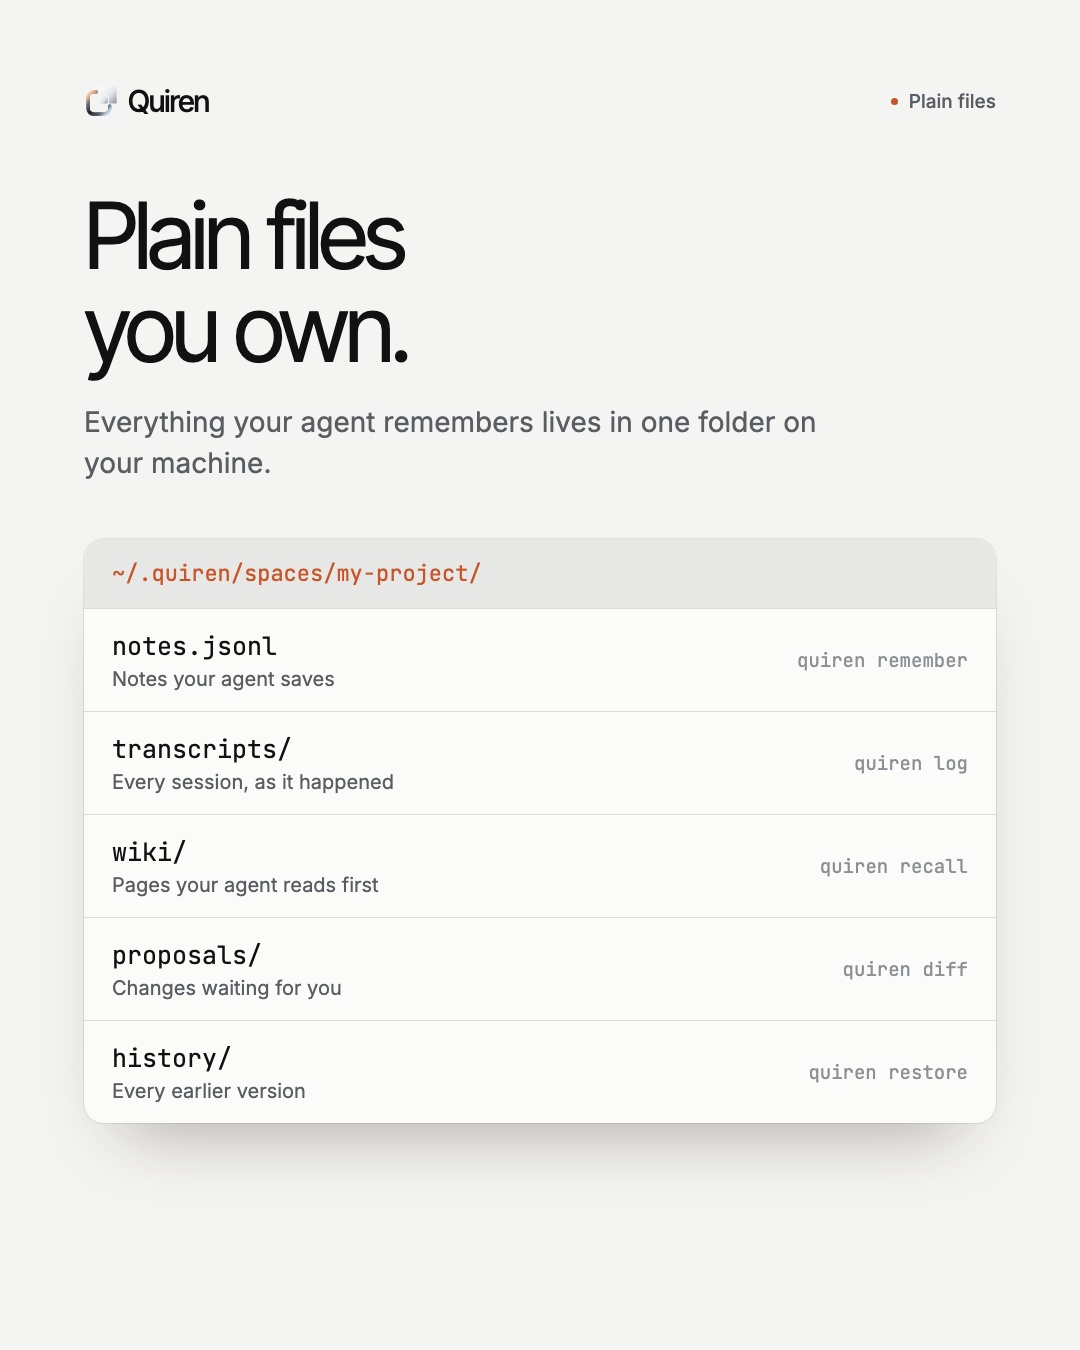 Quiren
Plain files
Plain files
you own.
Everything your agent remembers lives in one folder on
your machine.
~/.quiren/spaces/my-project/
notes.jsonl
Notes your agent saves
quiren remember
transcripts/
Every session, as it happened
quiren log
wiki/
Pages your agent reads first
quiren recall
proposals/
Changes waiting for you
quiren diff
history/
Every earlier version
quiren restore